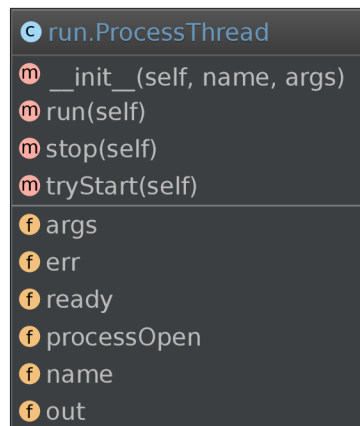 C run.ProcessThread
m __init__(self, name, args)
m run(self)
m stop(self)
m tryStart(self)
f args
f err
f ready
f processOpen
f name
f out